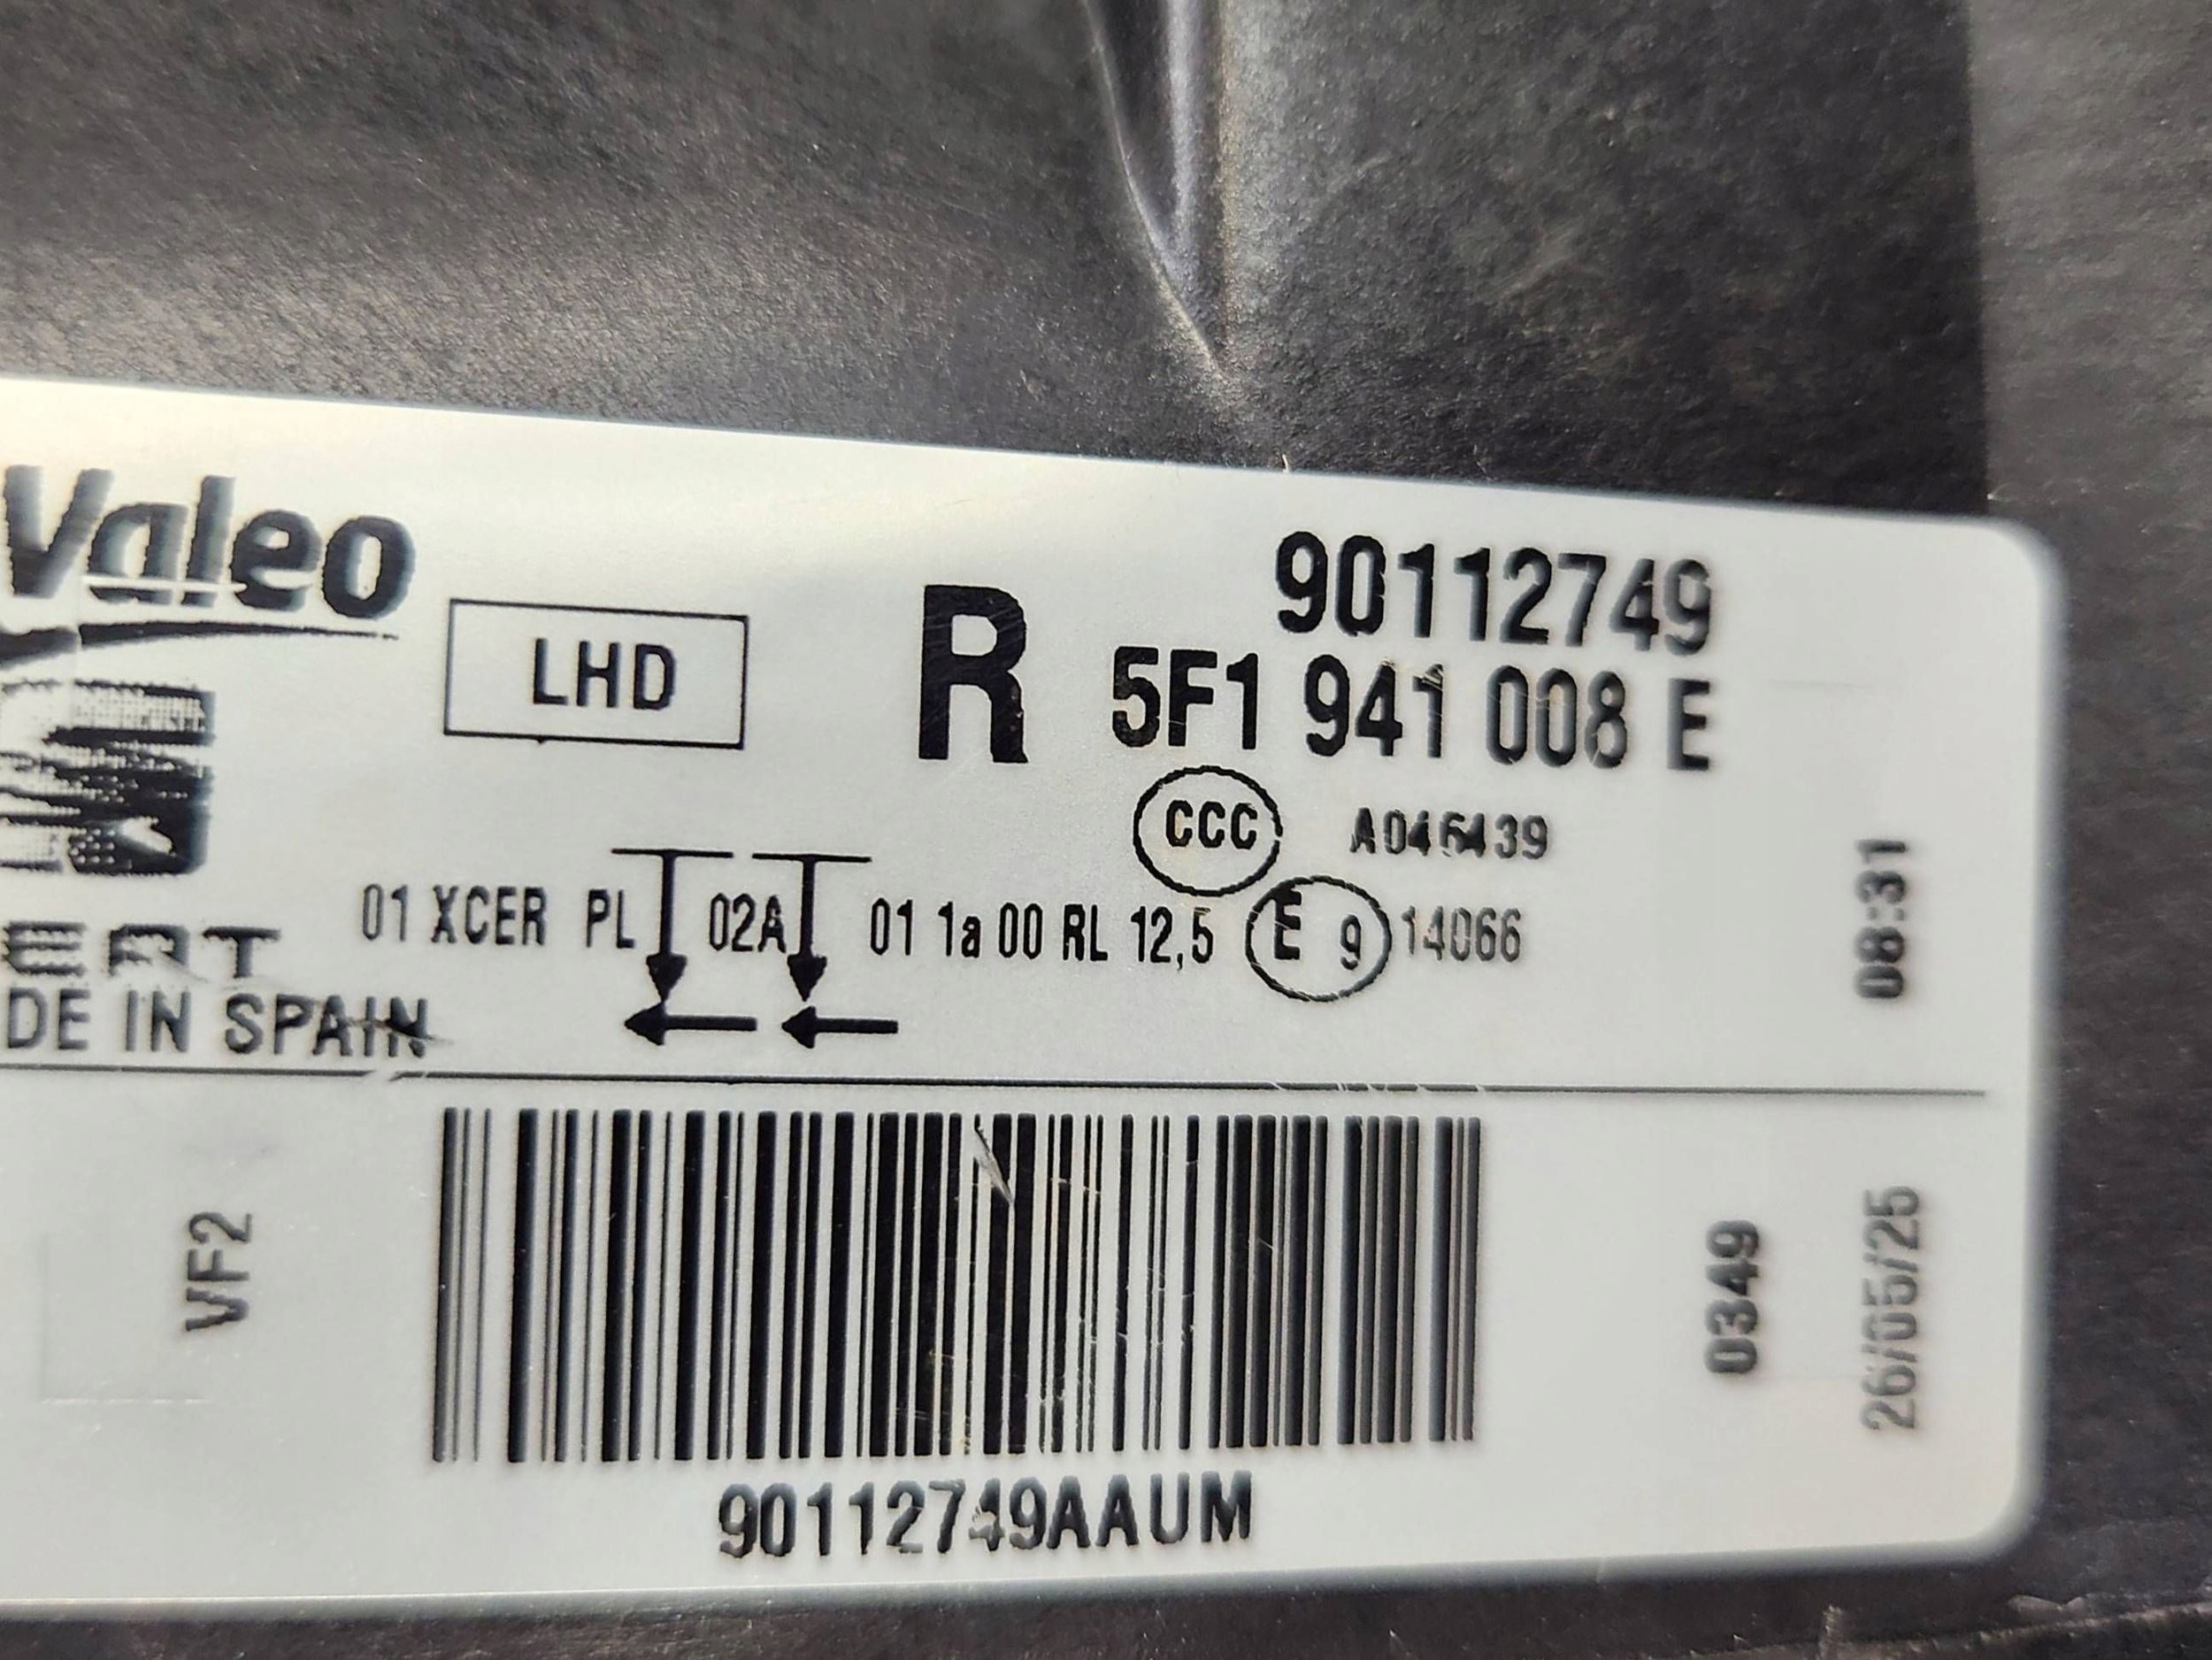 Valeo
LHD
R
90112749
5F1 941 008 E
CCC
EAT
DE IN SPAIN
01 XCER PL 02A 01 1a 00 RL 12,5 E 9 14066
08:31
VF2
0349
26/05/25
90112749AAUM